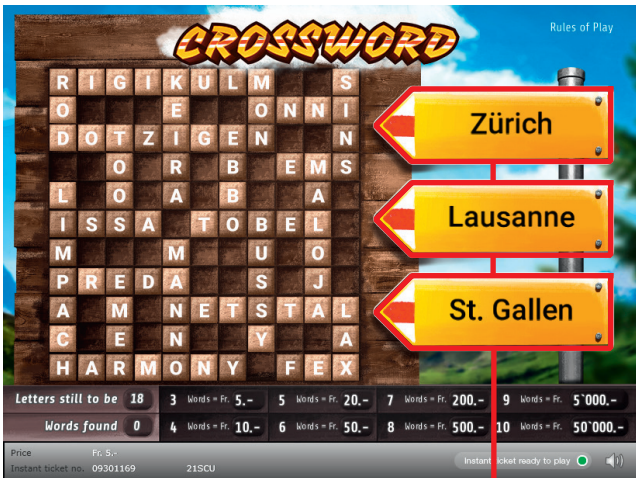 CROSSWORD
Rules of Play
R I G I K U L M S
O E O N N I
D O T Z I G E N N
O R B E M S
L O A B A
I S S A T O B E L
M M U O
P R E D A S J
A M N E T S T A L
C E N Y A
H A R M O N Y F E X
Zürich
Lausanne
St. Gallen
Letters still to be 18 3 Words = Fr. 5.- 5 Words = Fr. 20.- 7 Words = Fr. 200.- 9 Words = Fr. 5`000.-
Words found 0 4 Words = Fr. 10.- 6 Words = Fr. 50.- 8 Words = Fr. 500.- 10 Words = Fr. 50`000.-
Price Fr. 5.-
Instant ticket no. 09301169 21SCU
Instant ticket ready to play